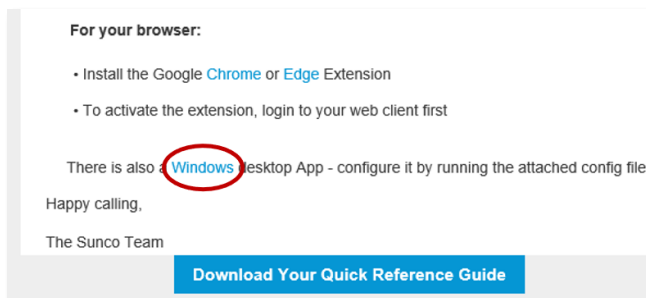 For your browser:
• Install the Google Chrome or Edge Extension
• To activate the extension, login to your web client first
There is also a Windows desktop App - configure it by running the attached config file
Happy calling,
The Sunco Team
Download Your Quick Reference Guide